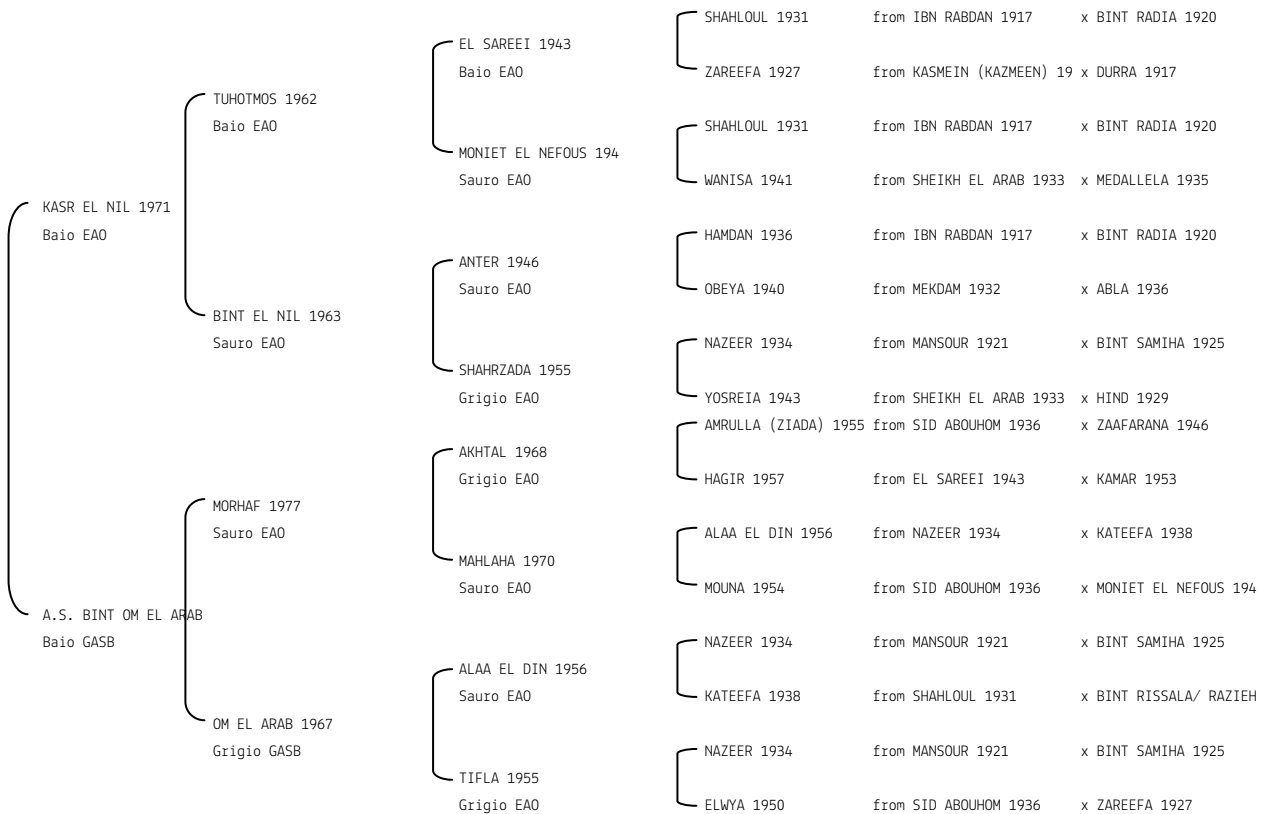 SHAHLOUL 1931 from IBN RABDAN 1917 x BINT RADIA 1920
EL SAREEI 1943
Baio EAO ZAREEFA 1927 from KASMEIN (KAZMEEN) 19 x DURRA 1917
TUHOTMOS 1962
Baio EAO SHAHLOUL 1931 from IBN RABDAN 1917 x BINT RADIA 1920
MONIET EL NEFOUS 194
Sauro EAO WANISA 1941 from SHEIKH EL ARAB 1933 x MEDALLELA 1935
KASR EL NIL 1971
Baio EAO HAMDAN 1936 from IBN RABDAN 1917 x BINT RADIA 1920
ANTER 1946
Sauro EAO OBEYA 1940 from MEKDAM 1932 x ABLA 1936
BINT EL NIL 1963
Sauro EAO NAZEER 1934 from MANSOUR 1921 x BINT SAMIHA 1925
SHAHRZADA 1955
Grigio EAO YOSREIA 1943 from SHEIKH EL ARAB 1933 x HIND 1929
AMRULLA (ZIADA) 1955 from SID ABOUHOM 1936 x ZAAFARANA 1946
AKHTAL 1968
Grigio EAO HAGIR 1957 from EL SAREEI 1943 x KAMAR 1953
MORHAF 1977
Sauro EAO ALAA EL DIN 1956 from NAZEER 1934 x KATEEFA 1938
MAHLAHA 1970
Sauro EAO MOUNA 1954 from SID ABOUHOM 1936 x MONIET EL NEFOUS 194
A.S. BINT OM EL ARAB
Baio GASB NAZEER 1934 from MANSOUR 1921 x BINT SAMIHA 1925
ALAA EL DIN 1956
Sauro EAO KATEEFA 1938 from SHAHLOUL 1931 x BINT RISSALA/ RAZIEH
OM EL ARAB 1967
Grigio GASB NAZEER 1934 from MANSOUR 1921 x BINT SAMIHA 1925
TIFLA 1955
Grigio EAO ELWYA 1950 from SID ABOUHOM 1936 x ZAREEFA 1927